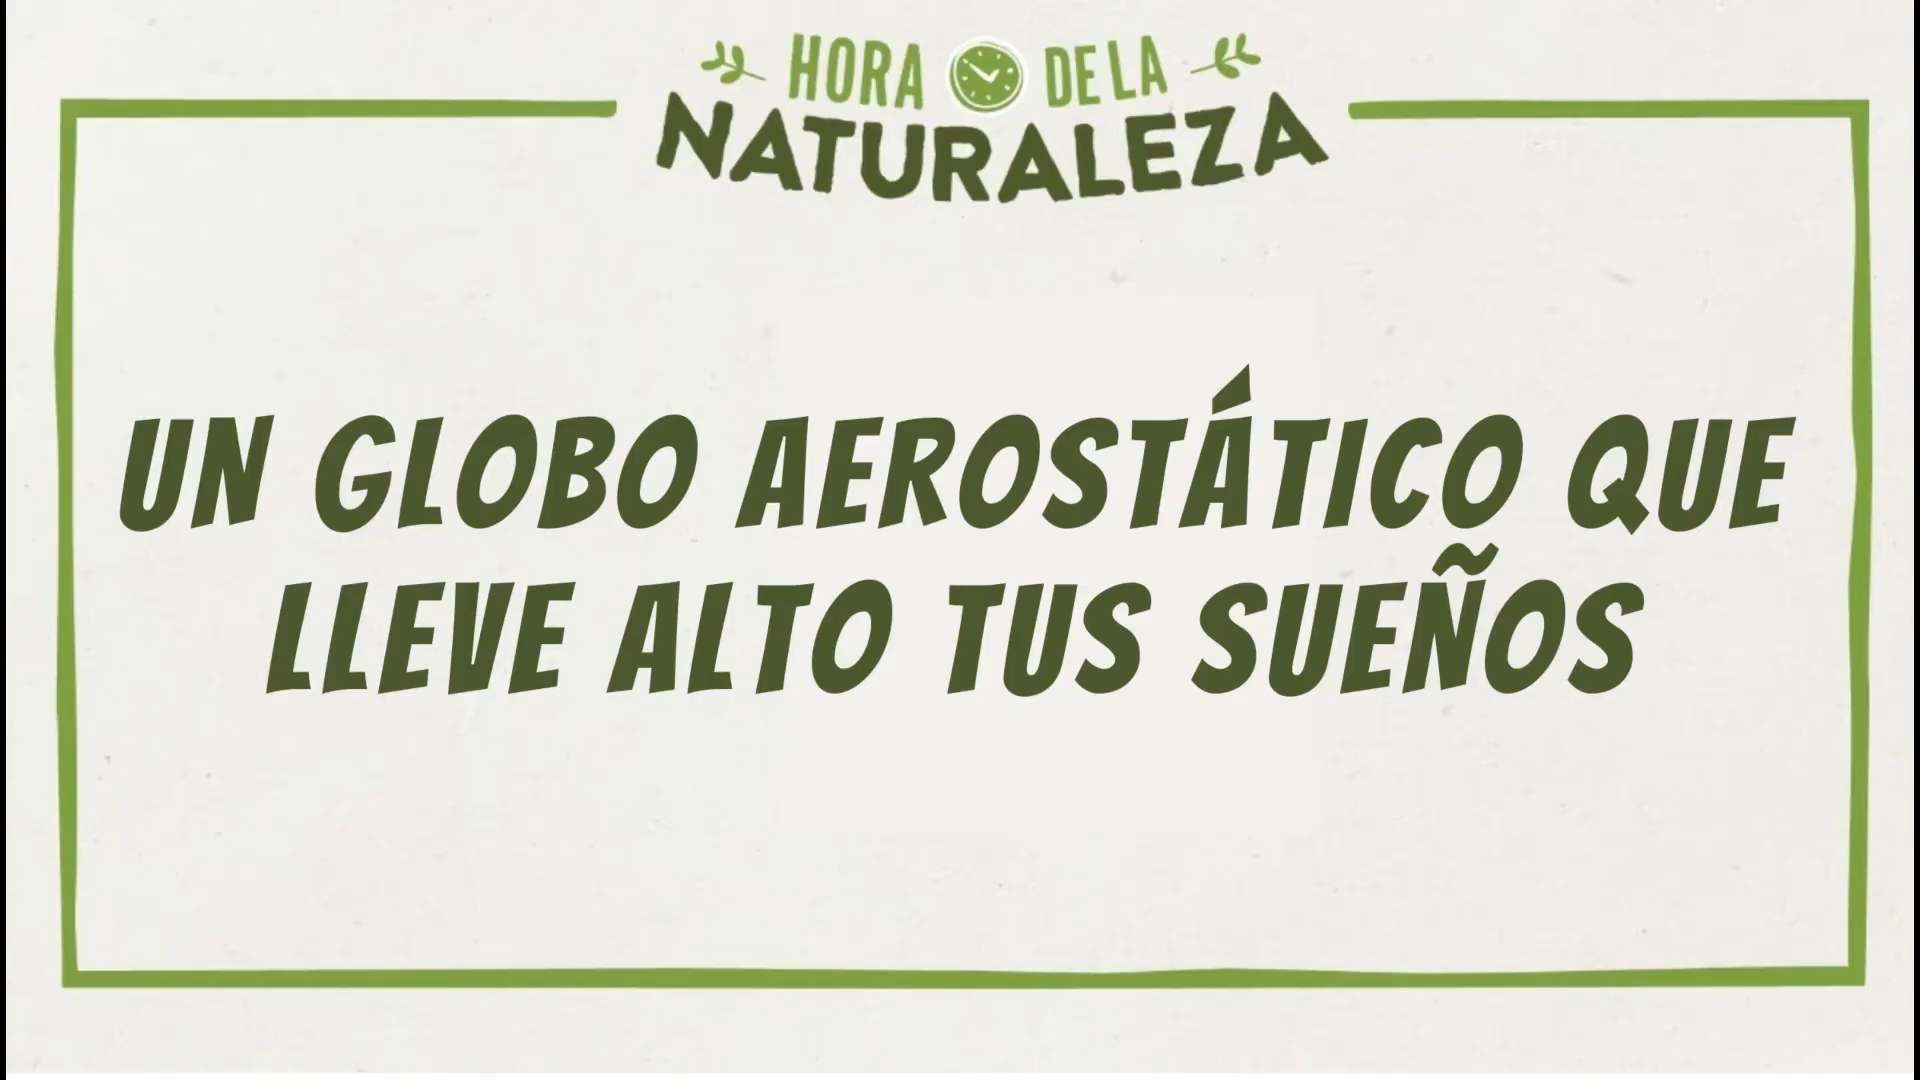 HORA DE LA
NATURALEZA
UN GLOBO AEROSTÁTICO QUE
LLEVE ALTO TUS SUEÑOS